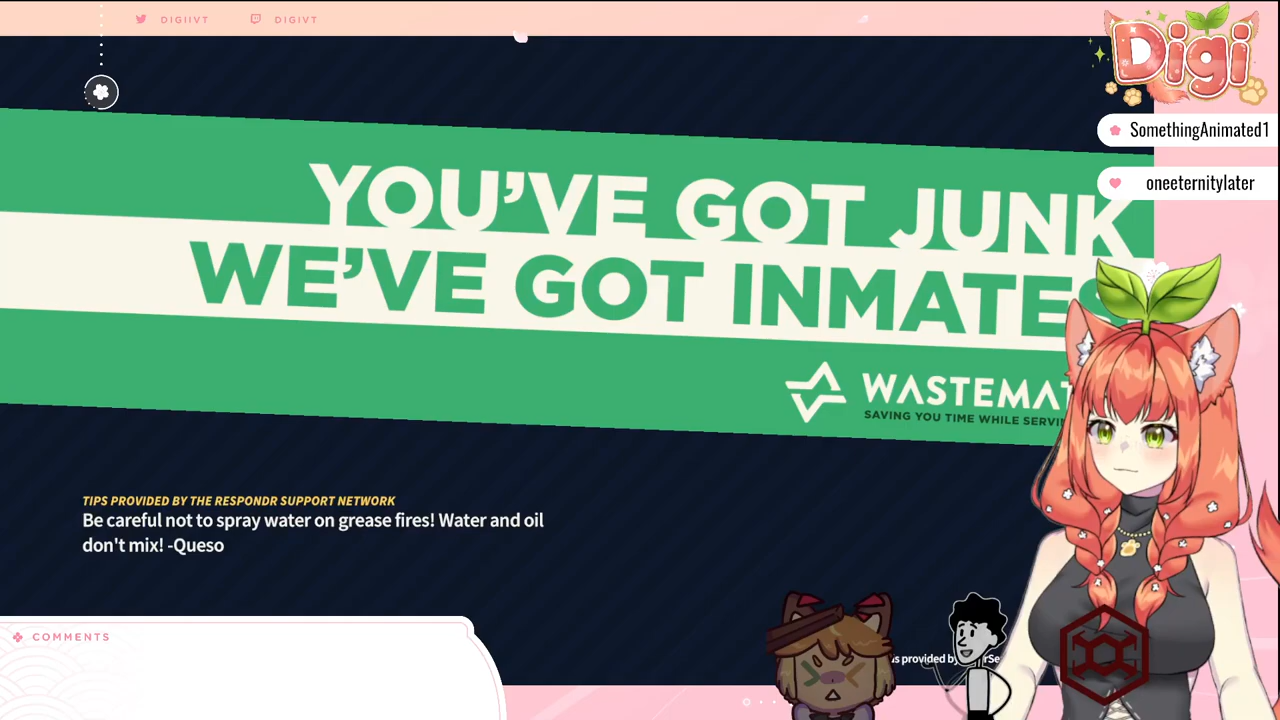 DIGIIVT DIGIVT
Digi
SomethingAnimated1
oneeternitylater
YOU'VE GOT JUNK
WE'VE GOT INMATES
SAVING YOU TIME WHILE
TIPS PROVIDED BY THE RESPONDR SUPPORT NETWORK
Be careful not to spray water on grease fires! Water and oil
don't mix! -Queso
provided by
COMMENTS